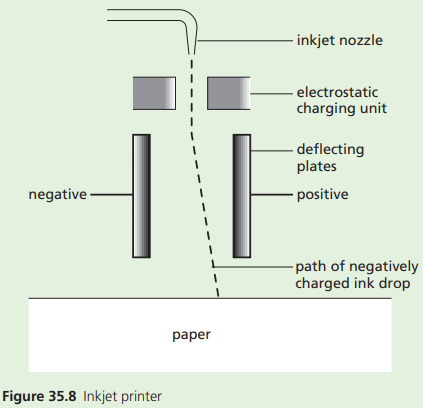 inkjet nozzle
electrostatic
charging unit
deflecting
plates
negative
positive
path of negatively
charged ink drop
paper
Figure 35.8 Inkjet printer